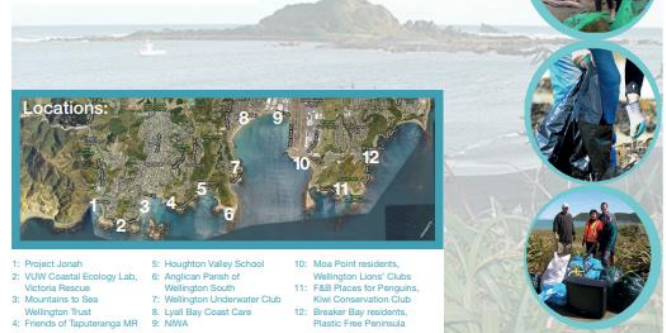 Locations:
8 9
12
10
7
5
11
1 3 4
6
2
1: Project Jonah
2: VUW Coastal Ecology Lab,
Victoria Rescue
3: Mountains to Sea
Wellington Trust
4: Friends of Taputeranga MR
5: Houghton Valley School
6: Anglican Parish of
Wellington South
7: Wellington Underwater Club
8: Lyall Bay Coast Care
9: NIWA
10: Moa Point residents,
Wellington Lions' Clubs
11: F&B Places for Penguins,
Kiwi Conservation Club
12: Breaker Bay residents,
Plastic Free Peninsula